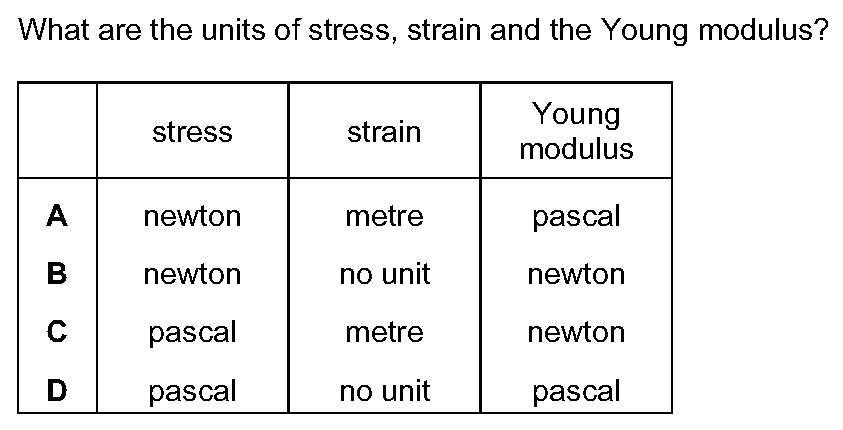 What are the units of stress, strain and the Young modulus?
stress strain Young modulus
A newton metre pascal
B newton no unit newton
C pascal metre newton
D pascal no unit pascal